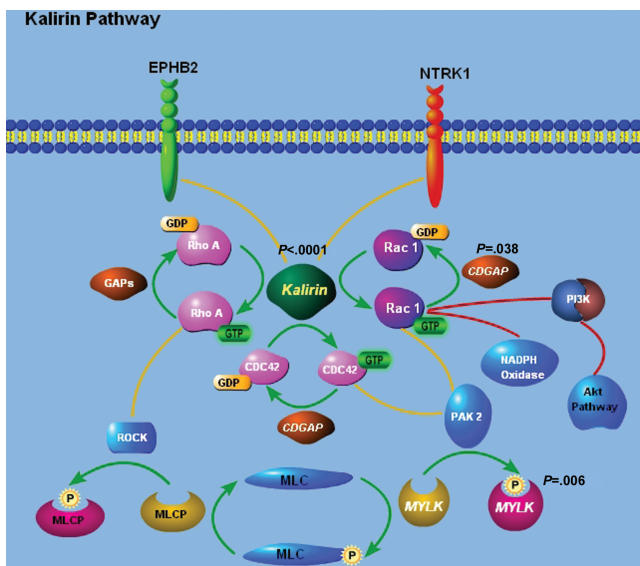 Kalirin Pathway
EPHB2
NTRK1
GDP
Rho A
P<.0001
Rac 1
GDP
P=.038
CDGAP
GAPs
Kalirin
Rho A
GTP
Rac 1
GTP
PI3K
CDC42
GDP
CDC42
GTP
NADPH
Oxidase
Akt
Pathway
CDGAP
PAK 2
ROCK
P
MLCP
MLCP
MLC
MLC
P
MYLK
P
MYLK
P=.006